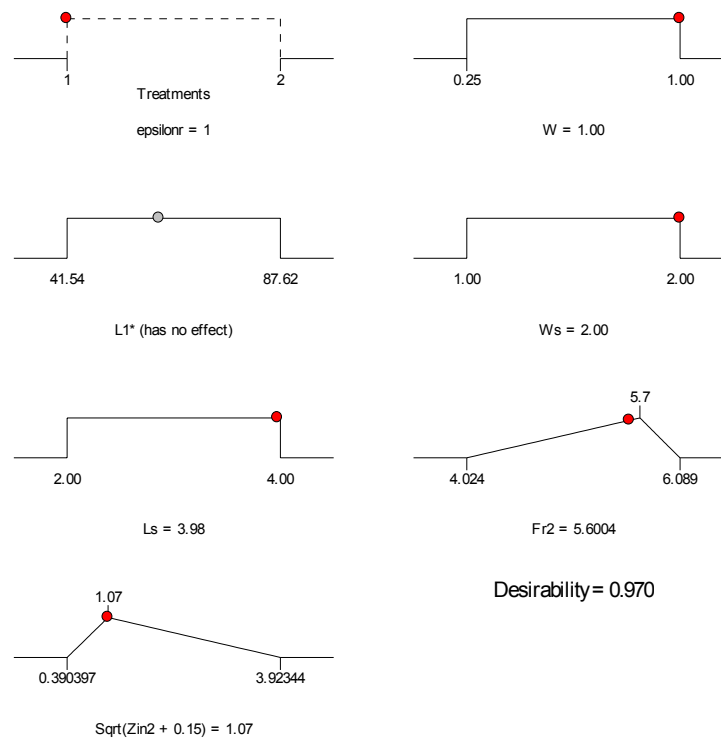 1 2
Treatments
epsilonr = 1
0.25 1.00
W = 1.00
41.54 87.62
L1* (has no effect)
1.00 2.00
Ws = 2.00
2.00 4.00
Ls = 3.98
5.7
4.024 6.089
Fr2 = 5.6004
1.07
0.390397 3.92344
Sqrt(Zin2 + 0.15) = 1.07
Desirability = 0.970